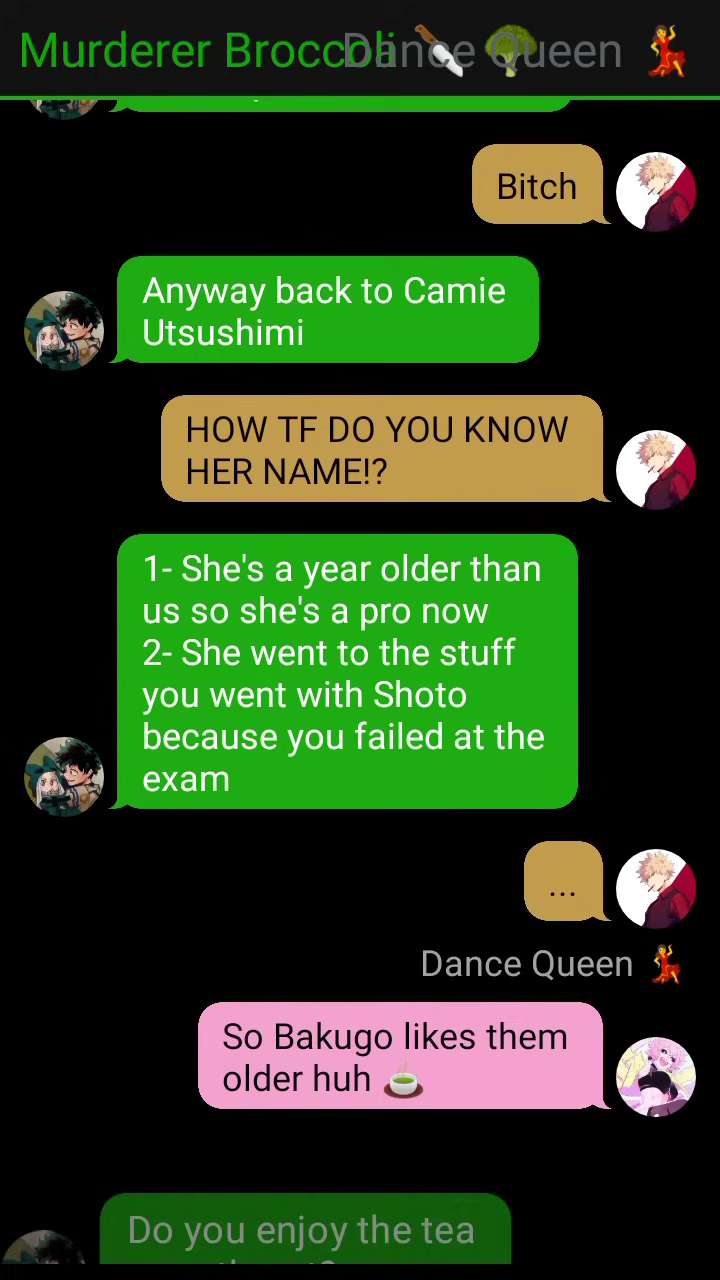 Murderer Broccoli 🔪 🥦
Dance Queen 💃
Bitch
Anyway back to Camie
Utsushimi
HOW TF DO YOU KNOW
HER NAME!?
1- She's a year older than
us so she's a pro now
2- She went to the stuff
you went with Shoto
because you failed at the
exam
...
Dance Queen 💃
So Bakugo likes them
older huh 🍵
Do you enjoy the tea